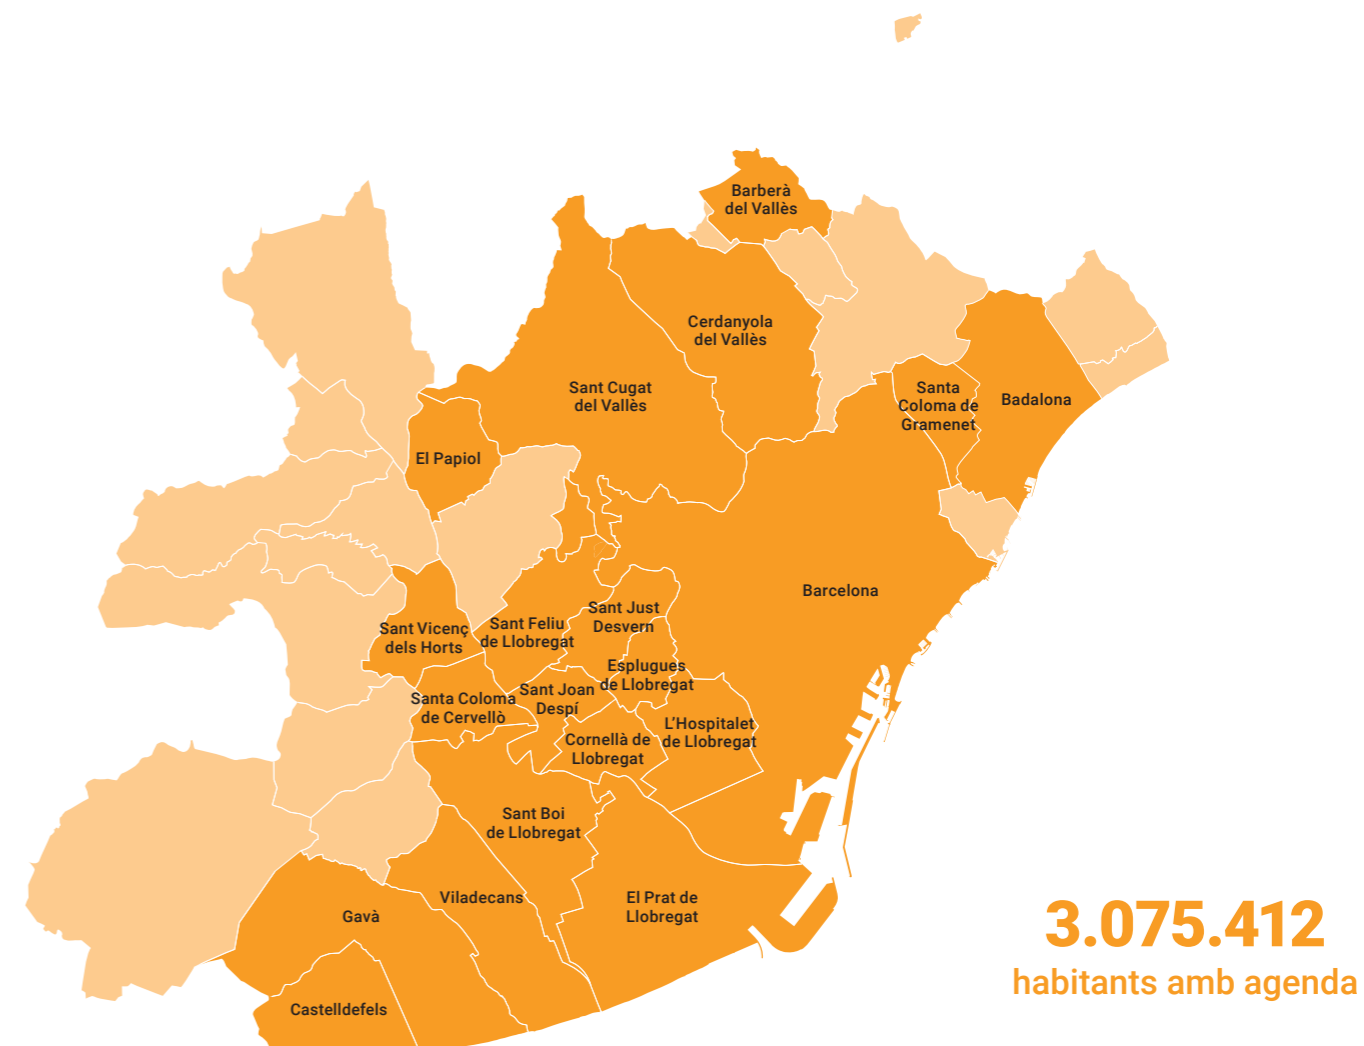 Barberà
del Vallès
Cerdanyola
del Vallès
Sant Cugat
del Vallès
Santa
Coloma de
Gramenet
Badalona
El Papiol
Barcelona
Sant Vicenç
dels Horts
Sant Feliu
de Llobregat
Sant Just
Desvern
Esplugues
de Llobregat
Santa Coloma
de Cervellò
Sant Joan
Despí
Cornellà de
Llobregat
L'Hospitalet
de Llobregat
Sant Boi
de Llobregat
Viladecans
El Prat de
Llobregat
Gavà
Castelldefels
3.075.412
habitants amb agenda